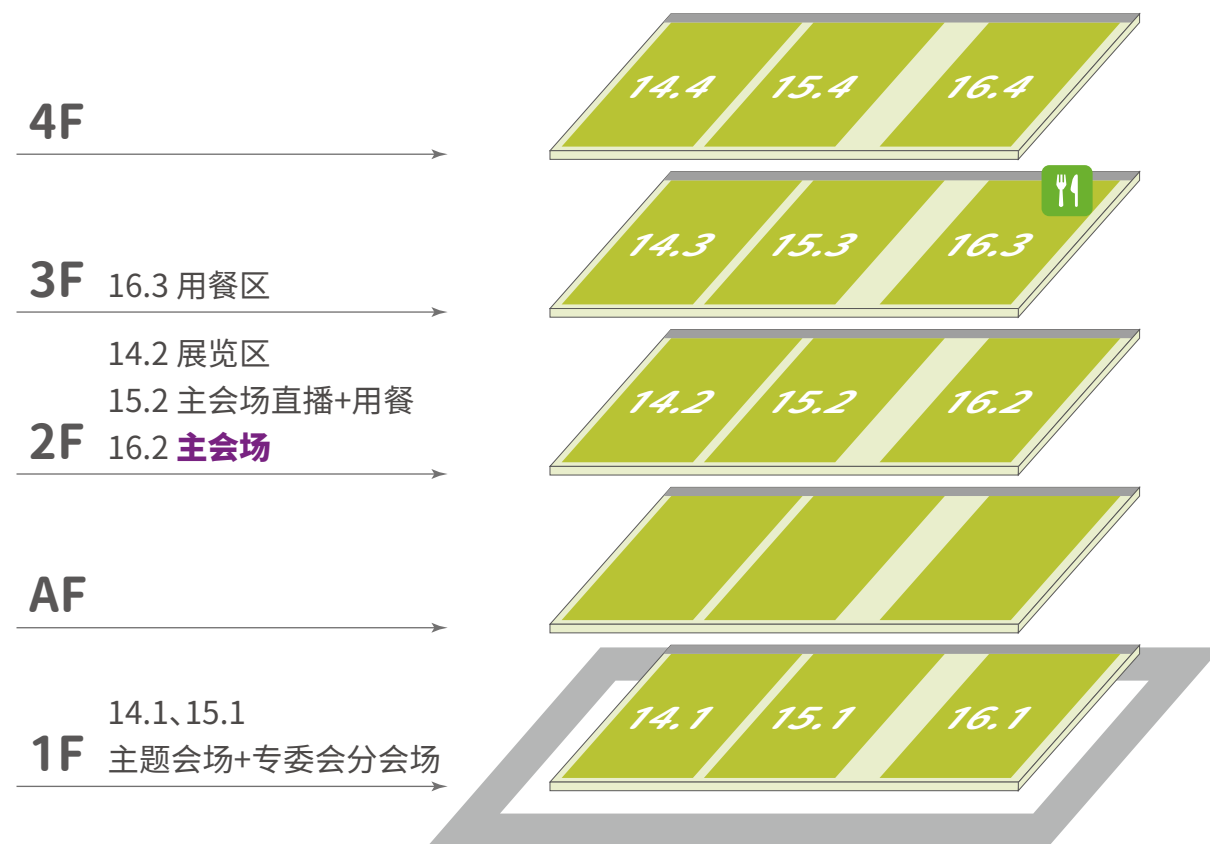 4F
14.4 15.4 16.4
3F 16.3 用餐区
14.3 15.3 16.3
14.2 展览区
15.2 主会场直播+用餐
2F 16.2 主会场
14.2 15.2 16.2
AF
14.1、15.1
1F 主题会场+专委会分会场
14.1 15.1 16.1